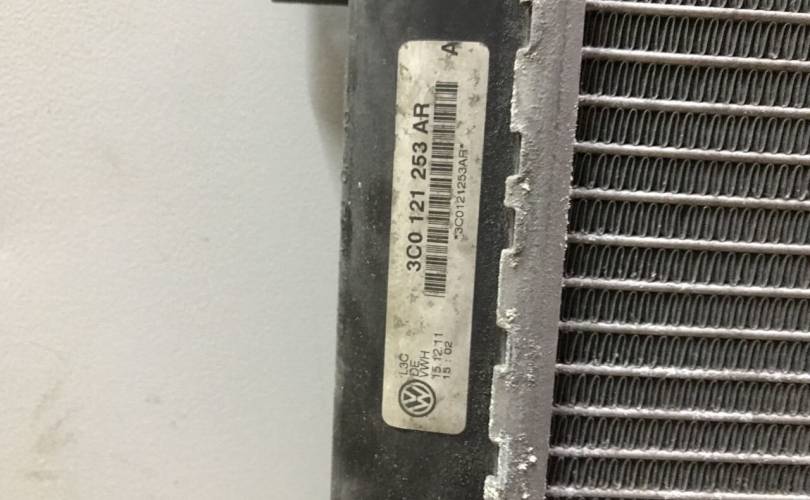 A
3C0 121 253 AR
*3C0121253AR*
L3C
DE
VWH
15.12.11
15:02